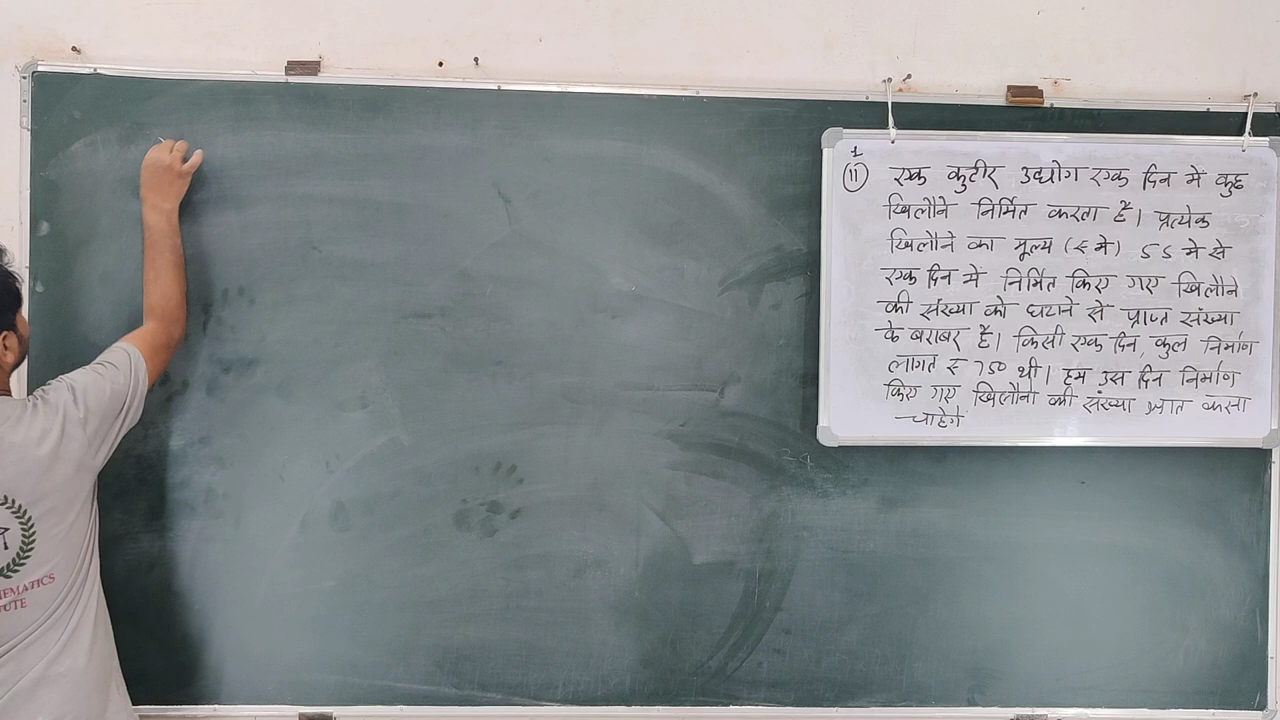 1
11 एक कुटीर उद्योग एक दिन में कुछ
खिलौने निर्मित करता है। प्रत्येक
खिलौने का मूल्य (₹ में) 55 में से
एक दिन में निर्मित किए गए खिलौने
की संख्या को घटाने से प्राप्त संख्या
के बराबर है। किसी एक दिन, कुल निर्माण
लागत ₹ 750 थी। हम उस दिन निर्माण
किए गए खिलौनों की संख्या ज्ञात करना
चाहेंगे
24